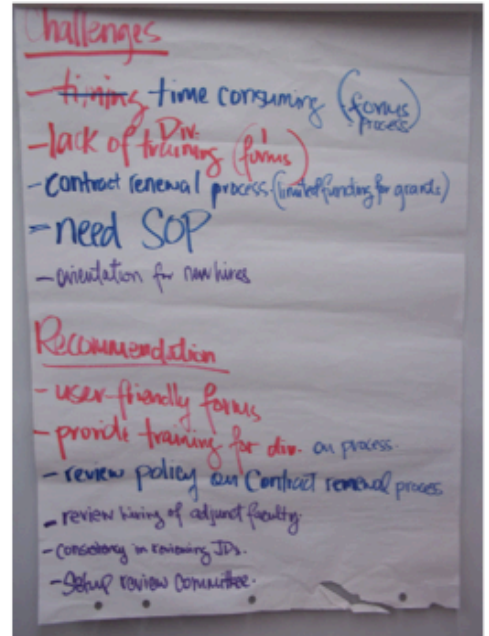 Challenges
- timing time consuming (forms process)
- lack of Div. training (forms)
- contract renewal process (limited funding for grants)
- need SOP
- orientation for new hires
Recommendation
- user-friendly forms
- provide training for div. on process.
- review policy on Contract renewal process
- review hiring of adjunct faculty.
- consistency in reviewing JDs.
- Setup review committee.